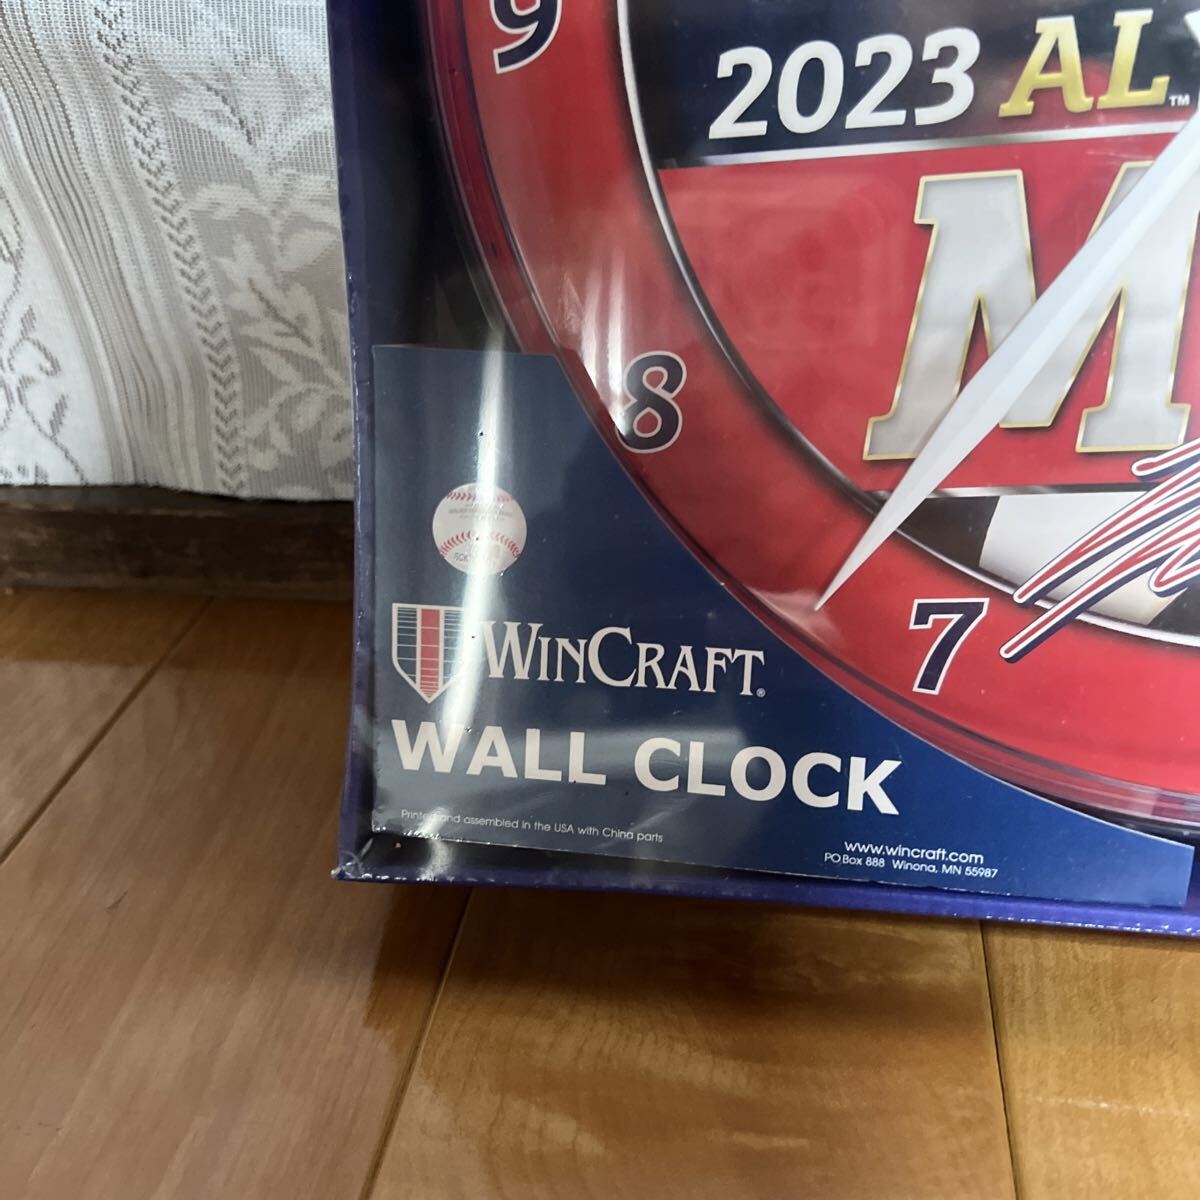 9
2023 AL™
M
8
7
WINCRAFT®
WALL CLOCK
Printed and assembled in the USA with China parts
www.wincraft.com
PO Box 888 Winona, MN 55987